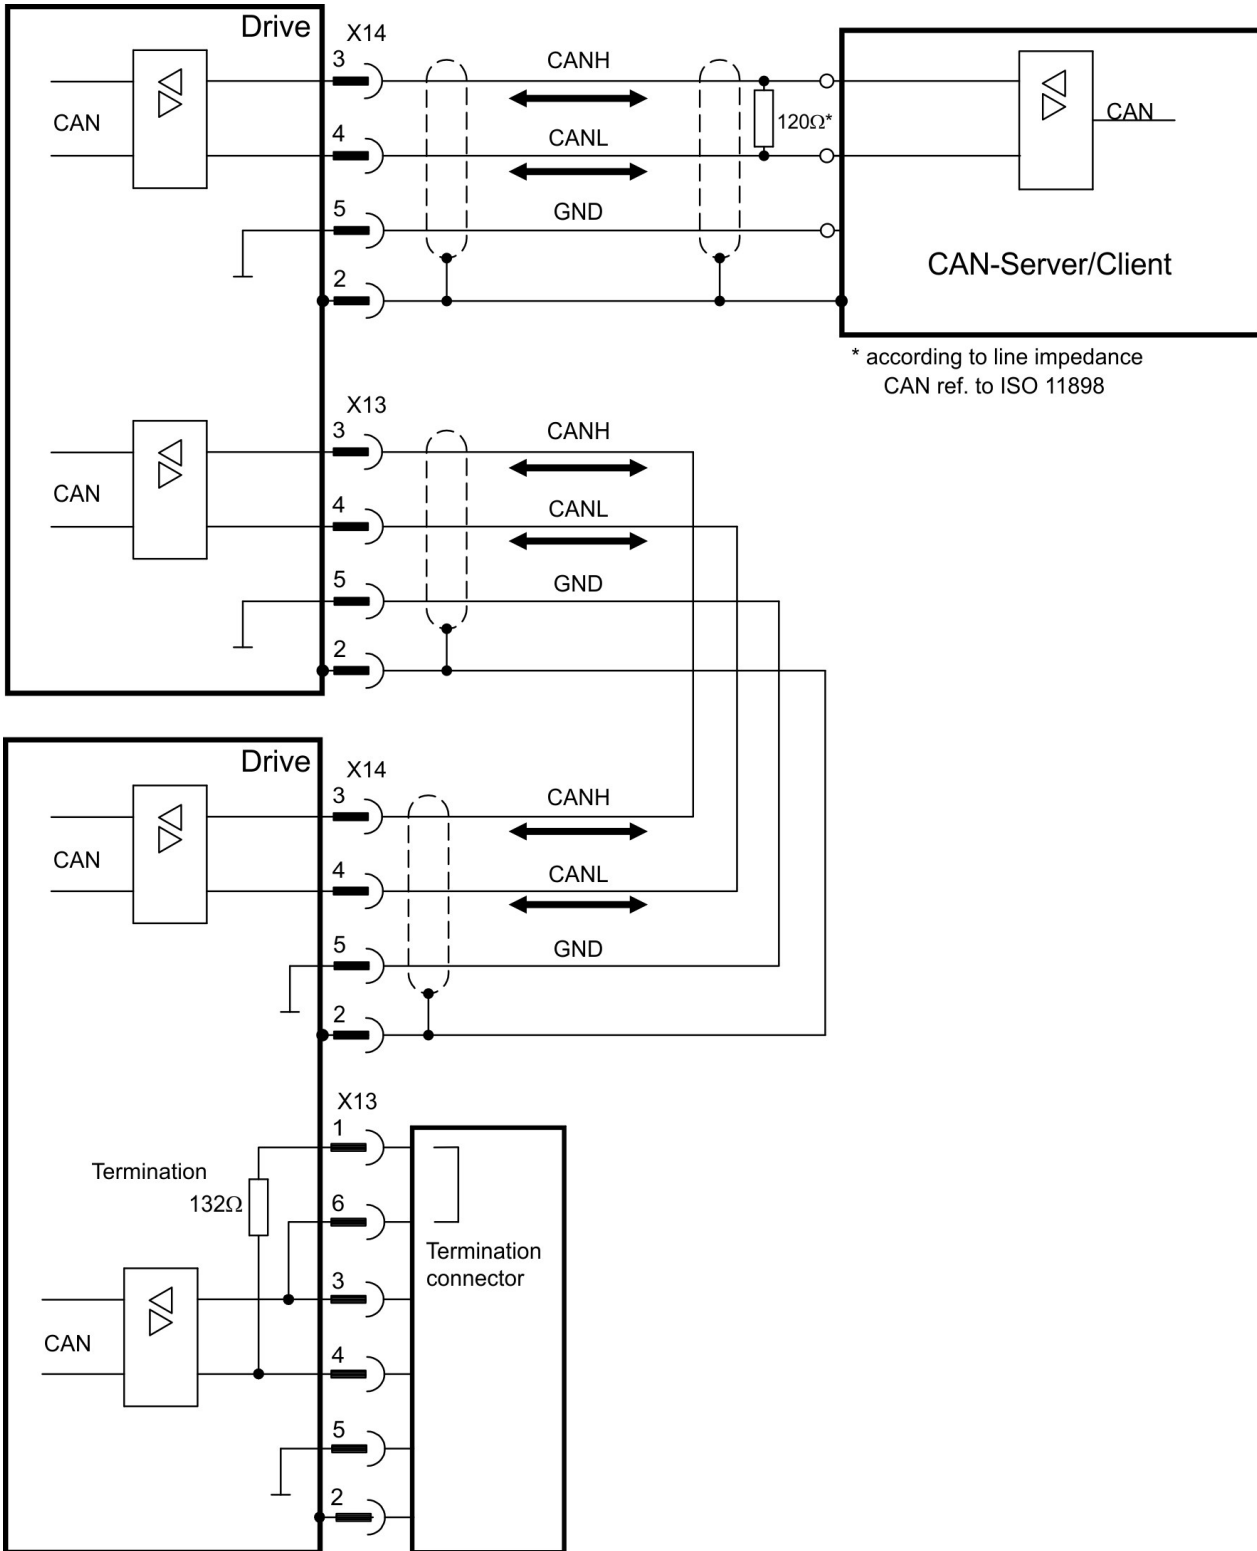 Drive
X14
3
CANH
CAN
120Ω*
CAN
4
CANL
5
GND
2
CAN-Server/Client
* according to line impedance
CAN ref. to ISO 11898
X13
3
CANH
CAN
4
CANL
5
GND
2
Drive
X14
3
CANH
CAN
4
CANL
5
GND
2
X13
1
Termination
132Ω
6
Termination
connector
3
CAN
4
5
2